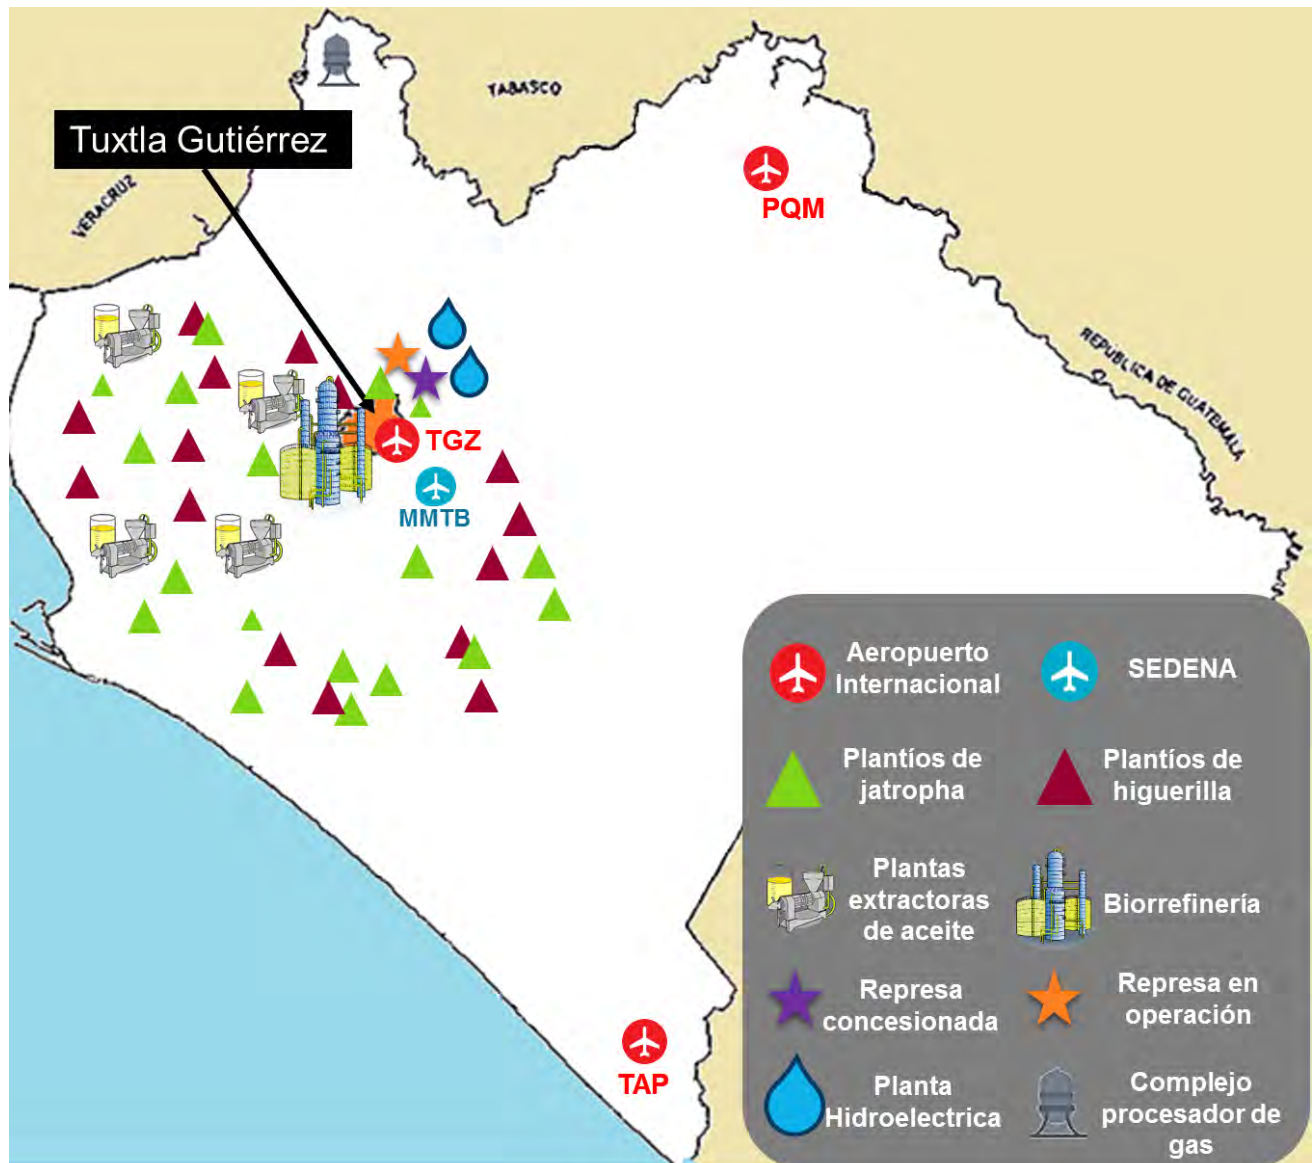 TABASCO
Tuxtla Gutiérrez
VERACRUZ
PQM
REPÚBLICA DE GUATEMALA
TGZ
MMTB
TAP
Aeropuerto
Internacional
SEDENA
Plantíos de
jatropha
Plantíos de
higuerilla
Plantas
extractoras
de aceite
Biorrefinería
Represa
concesionada
Represa en
operación
Planta
Hidroelectrica
Complejo
procesador de
gas